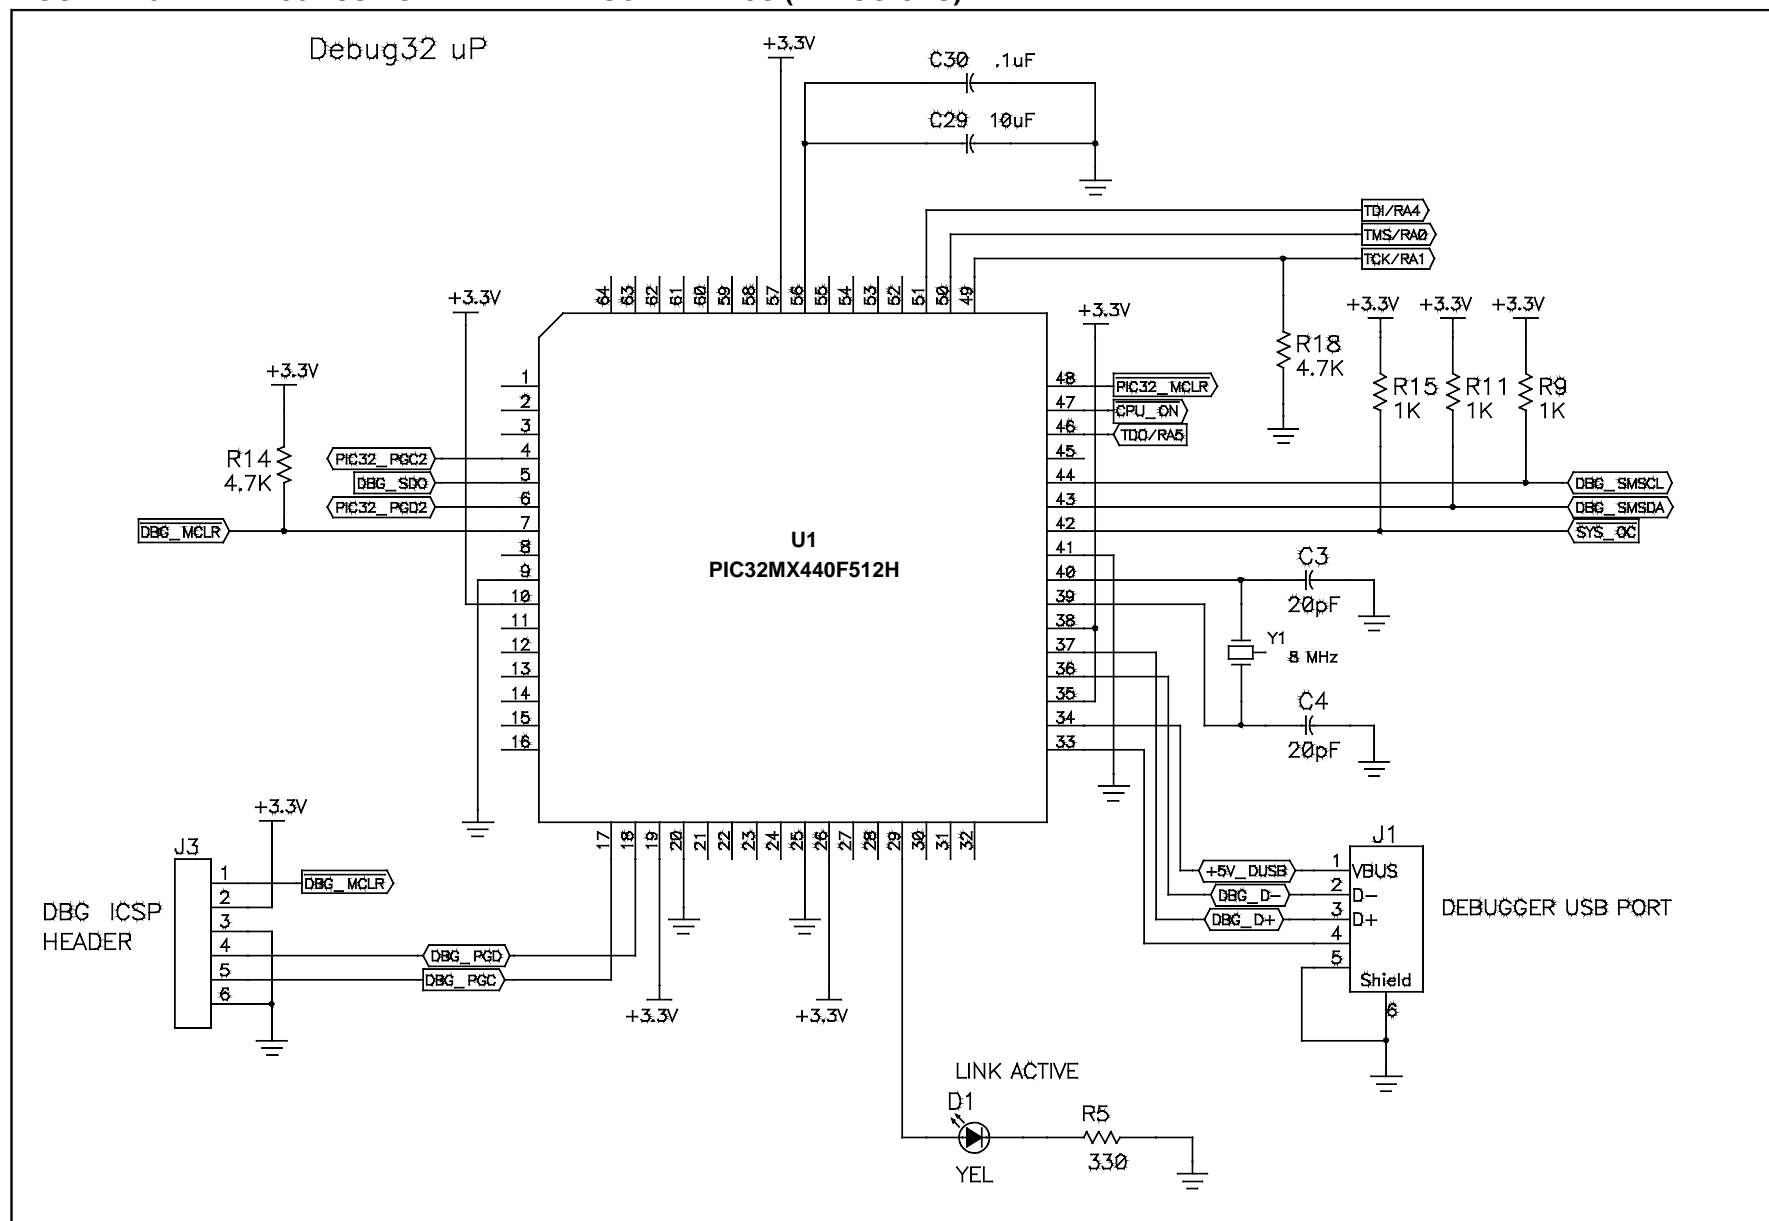 Debug32 uP
+3.3V
C30 .1uF
C29 10uF
TDI/RA4
TMS/RA0
TCK/RA1
64 63 62 61 60 59 58 57 56 55 54 53 52 51 50 49
+3.3V
+3.3V
+3.3V +3.3V +3.3V
R18
4.7K
R15
1K
R11
1K
R9
1K
+3.3V
R14
4.7K
1
2
3
PIC32_PGC2 4
DBG_SDO 5
PIC32_PGD2 6
DBG_MCLR 7
8
9
10
11
12
13
14
15
16
U1
PIC32MX440F512H
48 PIC32_MCLR
47 CPU_ON
46 TDO/RA5
45
44 DBG_SMSCL
43 DBG_SMSDA
42 SYS_OC
41
40
39
38
37
36
35
34
33
C3
20pF
Y1
8 MHz
C4
20pF
17 18 19 20 21 22 23 24 25 26 27 28 29 30 31 32
+3.3V
J3
1 DBG_MCLR
2
3
4 DBG_PGD
5 DBG_PGC
6
DBG ICSP
HEADER
+3.3V
+3.3V
J1
+5V_DUSB 1 VBUS
DBG_D- 2 D-
DBG_D+ 3 D+
4
5
Shield
6
DEBUGGER USB PORT
LINK ACTIVE
D1
YEL
R5
330